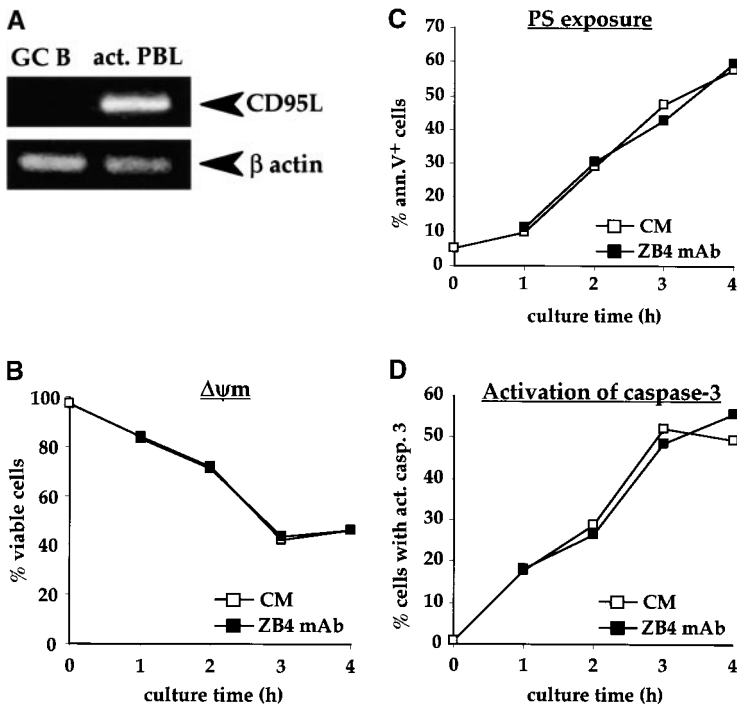 A
GC B act. PBL
CD95L
β actin
B
Δψm
% viable cells
100
80
60
40
20
0
CM
ZB4 mAb
0 1 2 3 4
culture time (h)
C
PS exposure
% ann.V+ cells
60
50
40
30
20
10
0
CM
ZB4 mAb
0 1 2 3 4
culture time (h)
D
Activation of caspase-3
% cells with act. casp. 3
60
50
40
30
20
10
0
CM
ZB4 mAb
0 1 2 3 4
culture time (h)